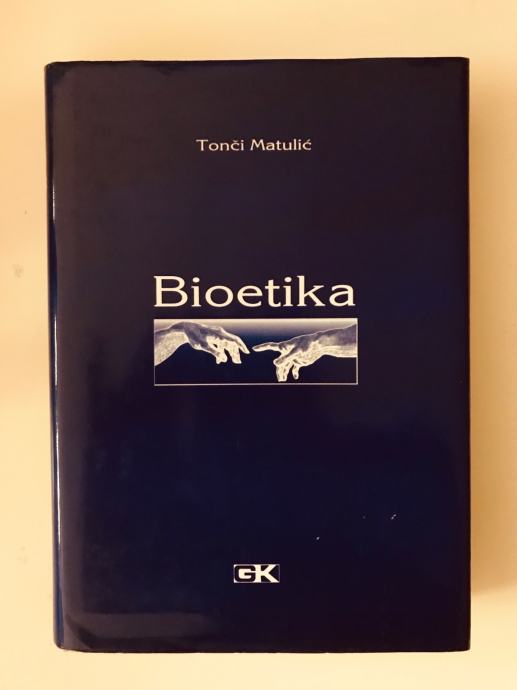 Tonči Matulić
Bioetika
GK